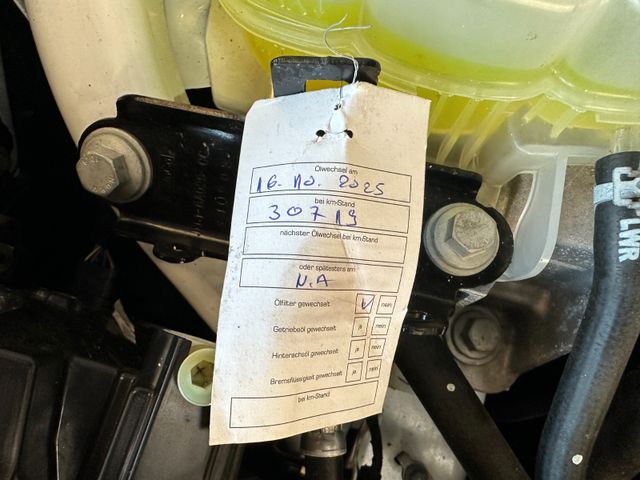 Ölwechsel am
16. 10. 2025
bei km-Stand
30719
nächster Ölwechsel bei km-Stand
oder spätestens am
N.A
Ölfilter gewechselt nein
Getriebeöl gewechselt ja nein
Hinterachsöl gewechselt ja nein
Bremsflüssigkeit gewechselt ja nein
bei km-Stand
LWR